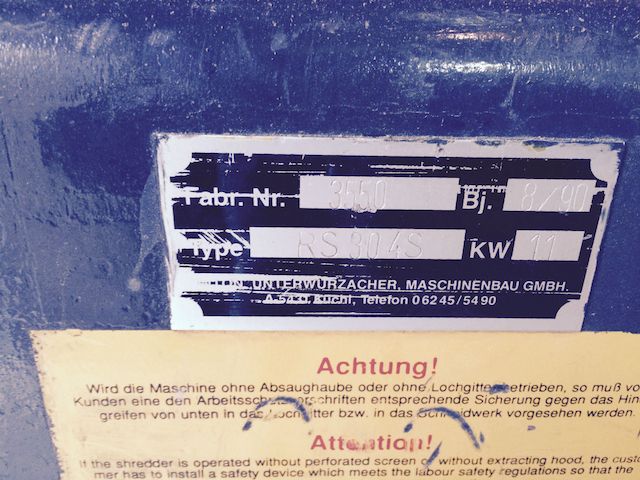 Fabr. Nr. 3550 Bj. 8/90
Type RS 30 4S KW 11
UNTERWURZACHER, MASCHINENBAU GMBH.
Kuchl, Telefon 06245/5490
Achtung!
Wird die Maschine ohne Absaughaube oder ohne Lochgitter betrieben, so muß
Kunden eine den Arbeitsschutzvorschriften entsprechende Sicherung gegen das
greifen von unten in das Lochgitter bzw. in das Schneidwerk vorgesehen werden.
Attention!
If the shredder is operated without perforated screen or without extracting hood, the
mer has to install a safety device which meets the labour safety regulations so that the